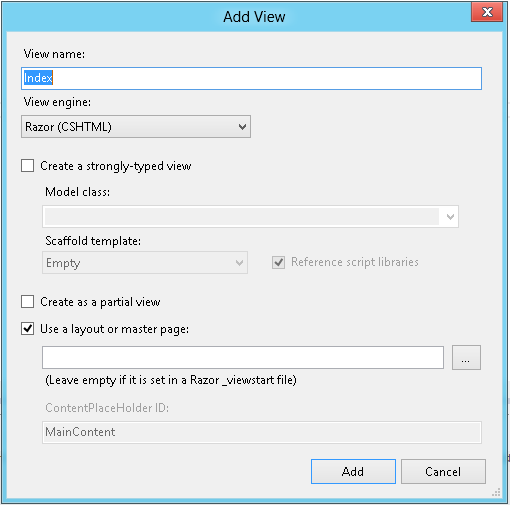 Add View
View name:
Index
View engine:
Razor (CSHTML)
Create a strongly-typed view
Model class:
Scaffold template:
Empty
Reference script libraries
Create as a partial view
Use a layout or master page:
...
(Leave empty if it is set in a Razor _viewstart file)
ContentPlaceHolder ID:
MainContent
Add Cancel